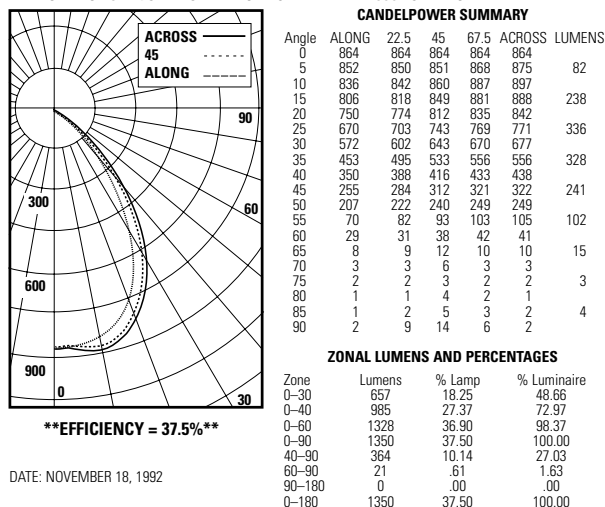 ACROSS
45
ALONG
90
300
60
600
900
0
30
**EFFICIENCY = 37.5%**
DATE: NOVEMBER 18, 1992
CANDELPOWER SUMMARY
Angle ALONG 22.5 45 67.5 ACROSS LUMENS
0 864 864 864 864 864
5 852 850 851 868 875 82
10 836 842 860 887 897
15 806 818 849 881 888 238
20 750 774 812 835 842
25 670 703 743 769 771 336
30 572 602 643 670 677
35 453 495 533 556 556 328
40 350 388 416 433 438
45 255 284 312 321 322 241
50 207 222 240 249 249
55 70 82 93 103 105 102
60 29 31 38 42 41
65 8 9 12 10 10 15
70 3 3 6 3 3
75 2 2 3 2 2 3
80 1 1 4 2 1
85 1 2 5 3 2 4
90 2 9 14 6 2
ZONAL LUMENS AND PERCENTAGES
Zone Lumens % Lamp % Luminaire
0–30 657 18.25 48.66
0–40 985 27.37 72.97
0–60 1328 36.90 98.37
0–90 1350 37.50 100.00
40–90 364 10.14 27.03
60–90 21 .61 1.63
90–180 0 .00 .00
0–180 1350 37.50 100.00